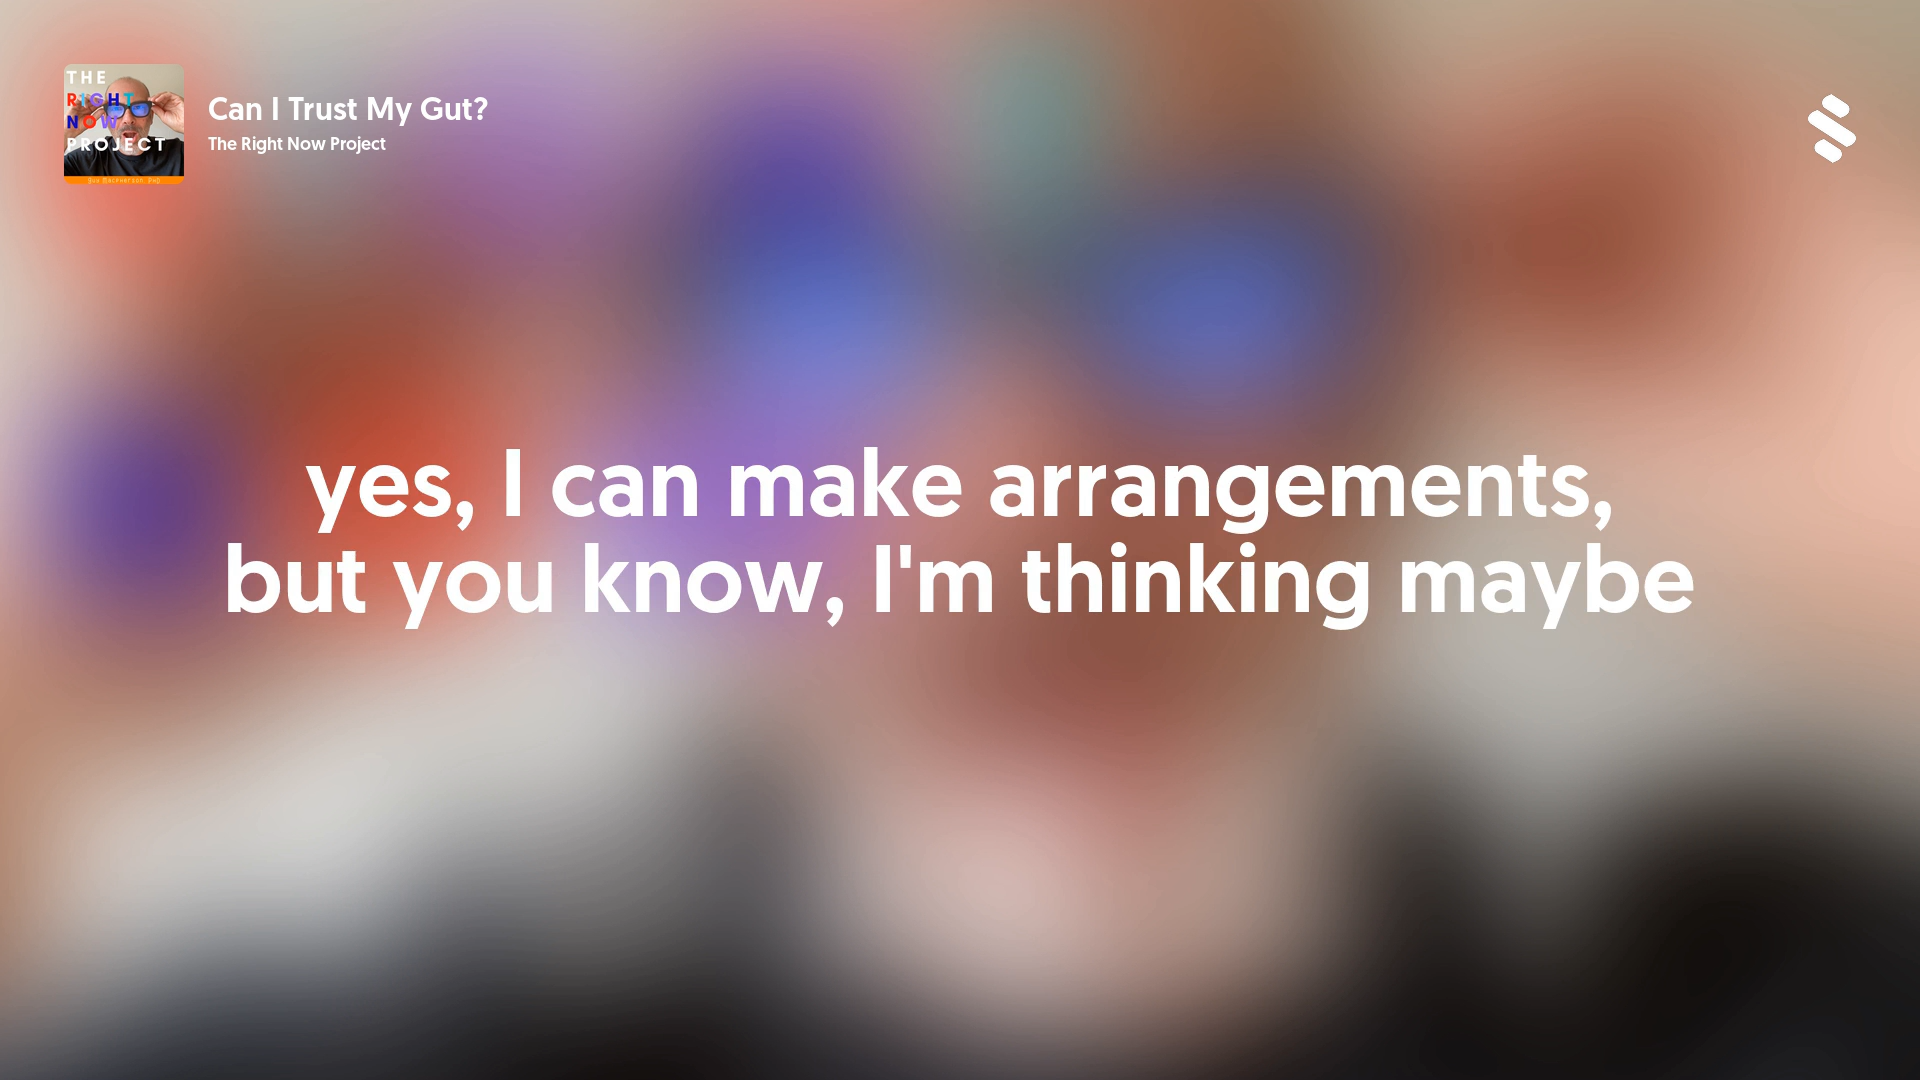 THE
RIGHT
NOW
PROJECT
Can I Trust My Gut?
The Right Now Project
yes, I can make arrangements,
but you know, I'm thinking maybe